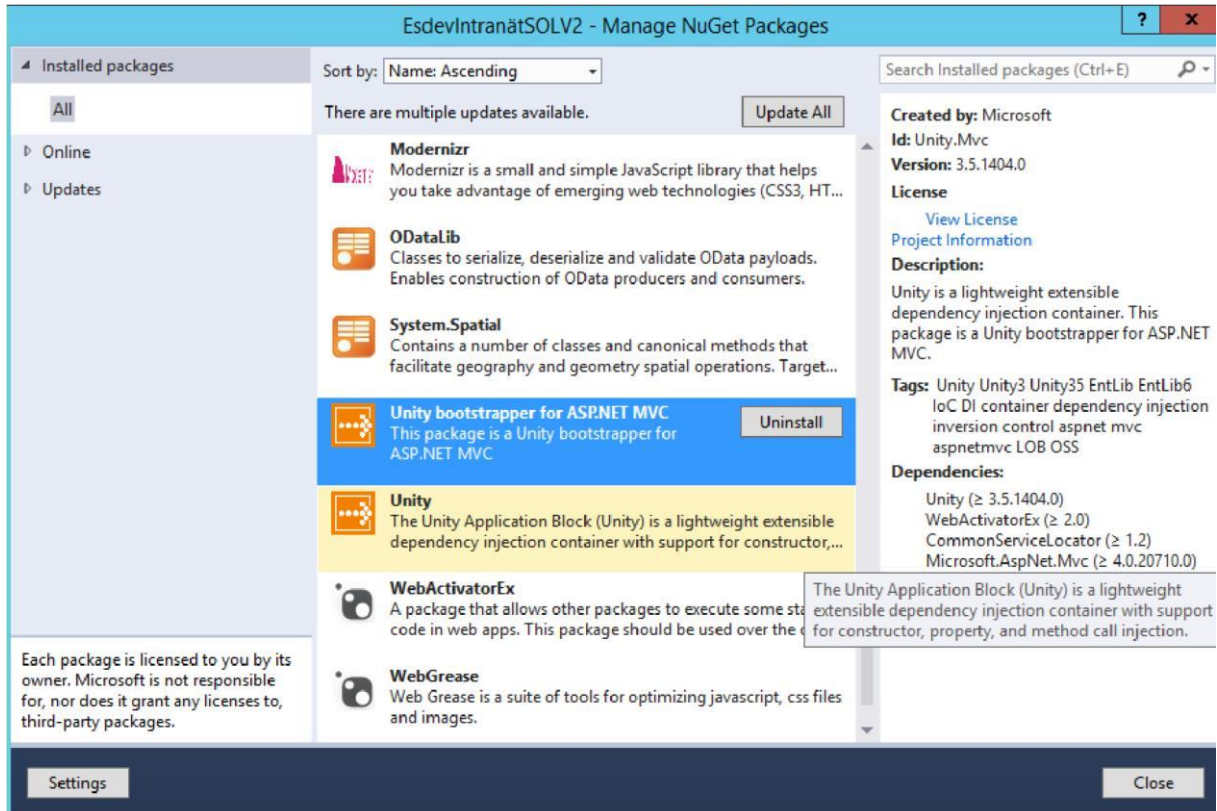 EsdevIntranätSOLV2 - Manage NuGet Packages
? x
Installed packages
All
Online
Updates
Each package is licensed to you by its
owner. Microsoft is not responsible
for, nor does it grant any licenses to,
third-party packages.
Sort by: Name: Ascending
There are multiple updates available.
Update All
Modernizr
Modernizr is a small and simple JavaScript library that helps
you take advantage of emerging web technologies (CSS3, HT...
ODataLib
Classes to serialize, deserialize and validate OData payloads.
Enables construction of OData producers and consumers.
System.Spatial
Contains a number of classes and canonical methods that
facilitate geography and geometry spatial operations. Target...
Unity bootstrapper for ASP.NET MVC
This package is a Unity bootstrapper for
ASP.NET MVC
Uninstall
Unity
The Unity Application Block (Unity) is a lightweight extensible
dependency injection container with support for constructor,...
WebActivatorEx
A package that allows other packages to execute some
code in web apps. This package should be used over the
WebGrease
Web Grease is a suite of tools for optimizing javascript, css files
and images.
Search Installed packages (Ctrl+E)
Created by: Microsoft
Id: Unity.Mvc
Version: 3.5.1404.0
License
View License
Project Information
Description:
Unity is a lightweight extensible
dependency injection container. This
package is a Unity bootstrapper for ASP.NET
MVC.
Tags: Unity Unity3 Unity35 EntLib EntLib6
IoC DI container dependency injection
inversion control aspnet mvc
aspnetmvc LOB OSS
Dependencies:
Unity (≥ 3.5.1404.0)
WebActivatorEx (≥ 2.0)
CommonServiceLocator (≥ 1.2)
Microsoft.AspNet.Mvc (≥ 4.0.20710.0)
The Unity Application Block (Unity) is a lightweight
extensible dependency injection container with support
for constructor, property, and method call injection.
Settings
Close